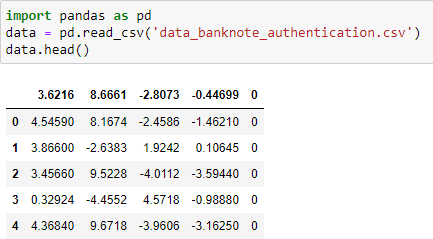 import pandas as pd
data = pd.read_csv('data_banknote_authentication.csv')
data.head()
3.6216 8.6661 -2.8073 -0.44699 0
0 4.54590 8.1674 -2.4586 -1.46210 0
1 3.86600 -2.6383 1.9242 0.10645 0
2 3.45660 9.5228 -4.0112 -3.59440 0
3 0.32924 -4.4552 4.5718 -0.98880 0
4 4.36840 9.6718 -3.9606 -3.16250 0